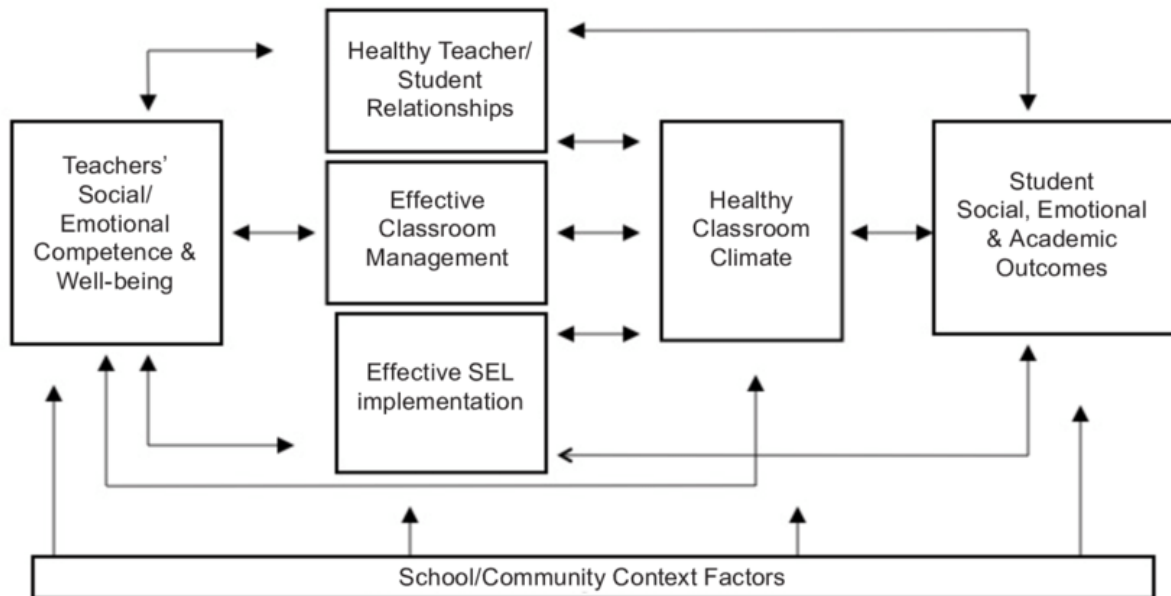 Healthy Teacher/
Student
Relationships
Teachers'
Social/
Emotional
Competence &
Well-being
Effective
Classroom
Management
Healthy
Classroom
Climate
Student
Social, Emotional
& Academic
Outcomes
Effective SEL
implementation
School/Community Context Factors